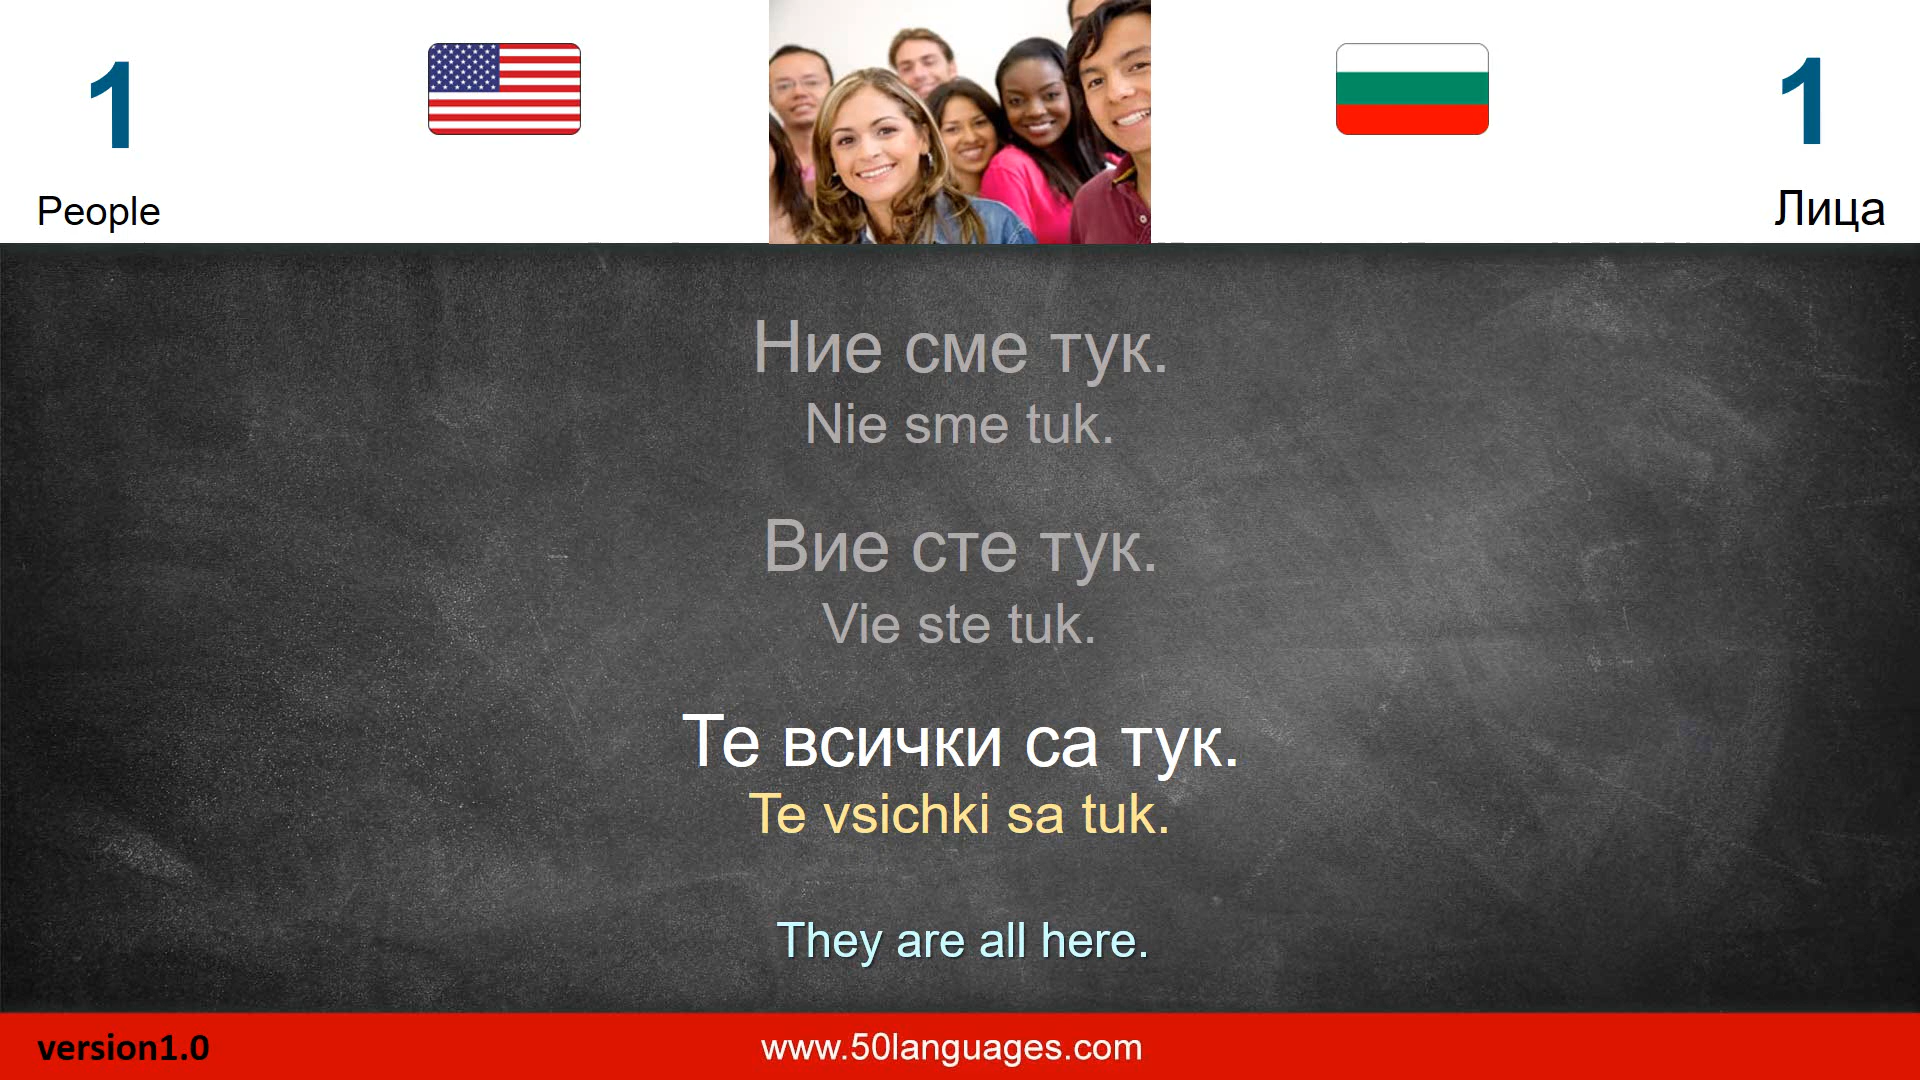 1
1
People
Лица
Ние сме тук.
Nie sme tuk.
Вие сте тук.
Vie ste tuk.
Те всички са тук.
Te vsichki sa tuk.
They are all here.
version1.0
www.50languages.com